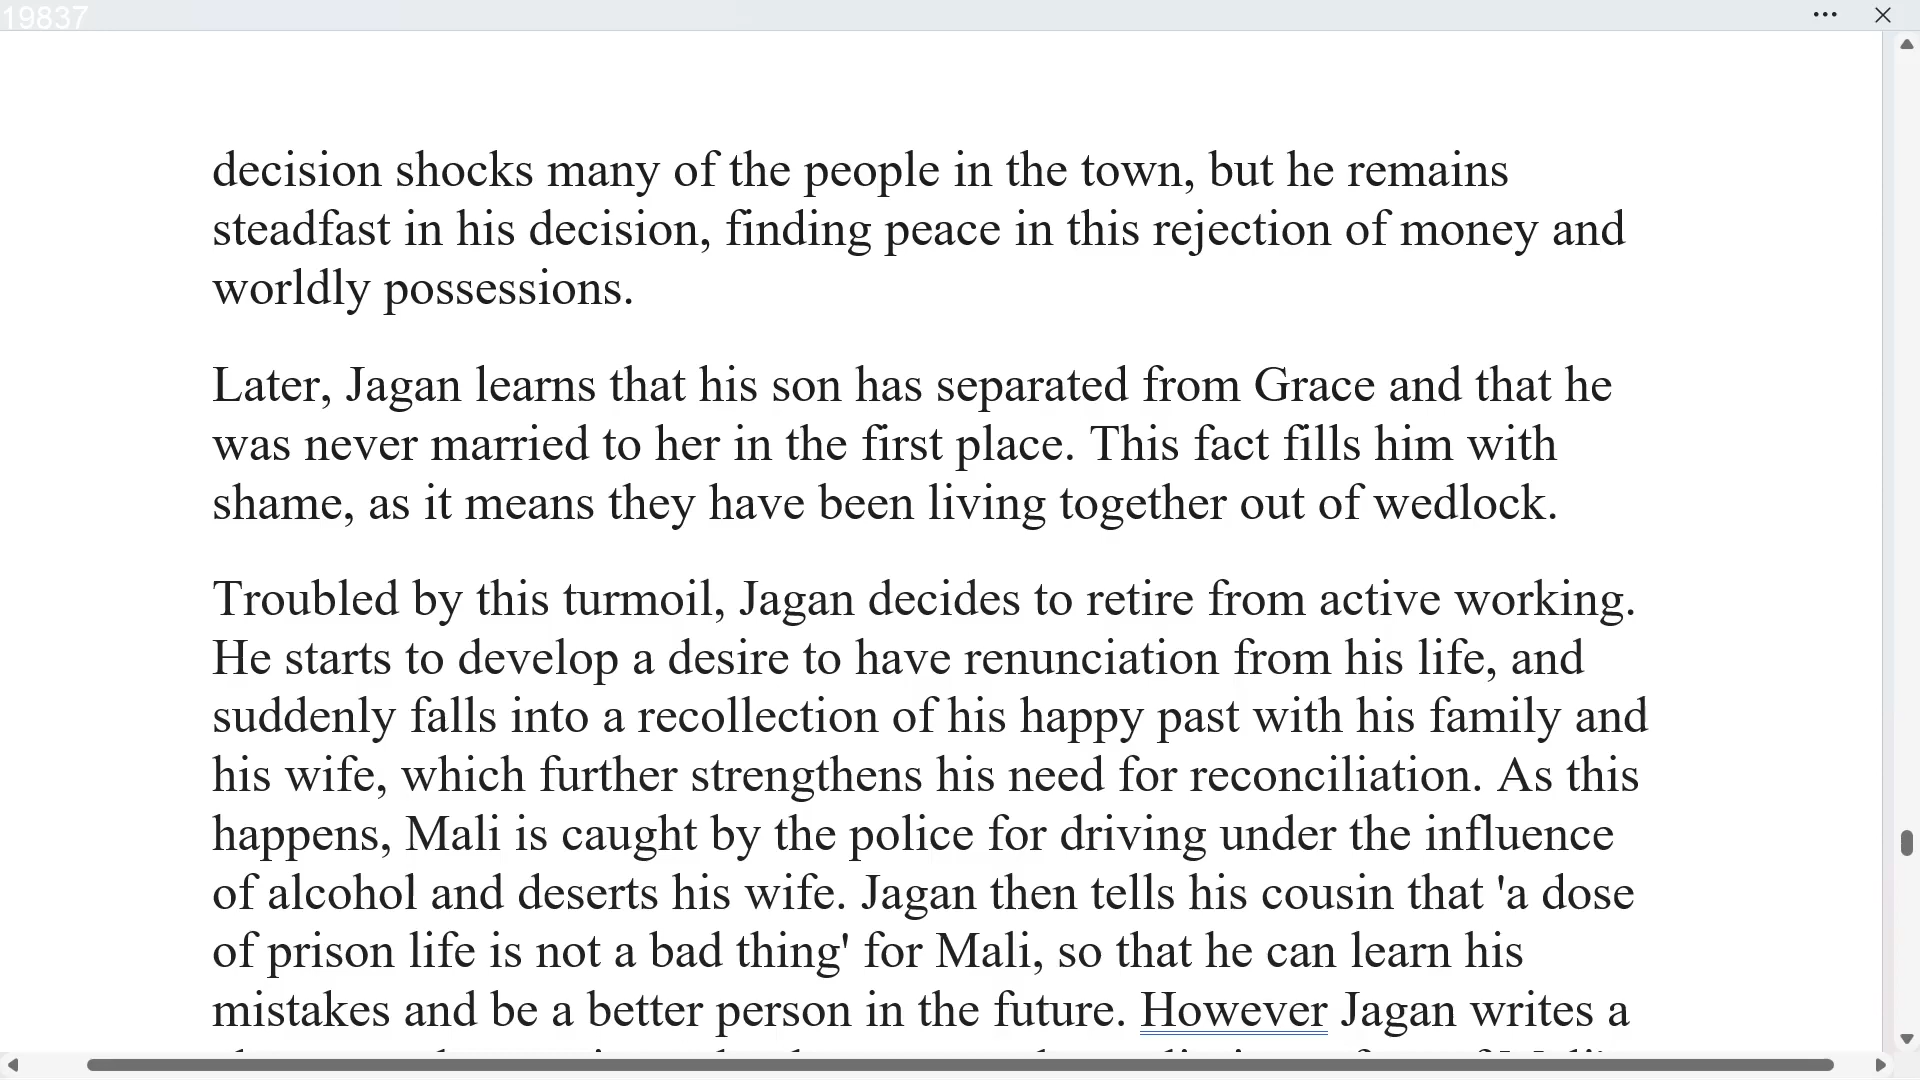 19837
decision shocks many of the people in the town, but he remains
steadfast in his decision, finding peace in this rejection of money and
worldly possessions.
Later, Jagan learns that his son has separated from Grace and that he
was never married to her in the first place. This fact fills him with
shame, as it means they have been living together out of wedlock.
Troubled by this turmoil, Jagan decides to retire from active working.
He starts to develop a desire to have renunciation from his life, and
suddenly falls into a recollection of his happy past with his family and
his wife, which further strengthens his need for reconciliation. As this
happens, Mali is caught by the police for driving under the influence
of alcohol and deserts his wife. Jagan then tells his cousin that 'a dose
of prison life is not a bad thing' for Mali, so that he can learn his
mistakes and be a better person in the future. However Jagan writes a